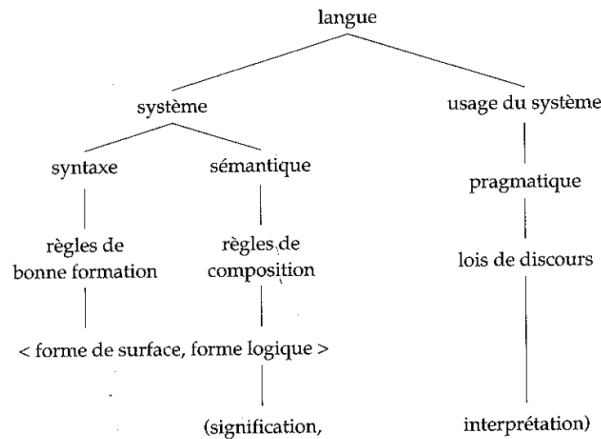 langue
système
usage du système
syntaxe
sémantique
pragmatique
règles de
bonne formation
règles de
composition
lois de discours
< forme de surface, forme logique >
(signification,
interprétation)